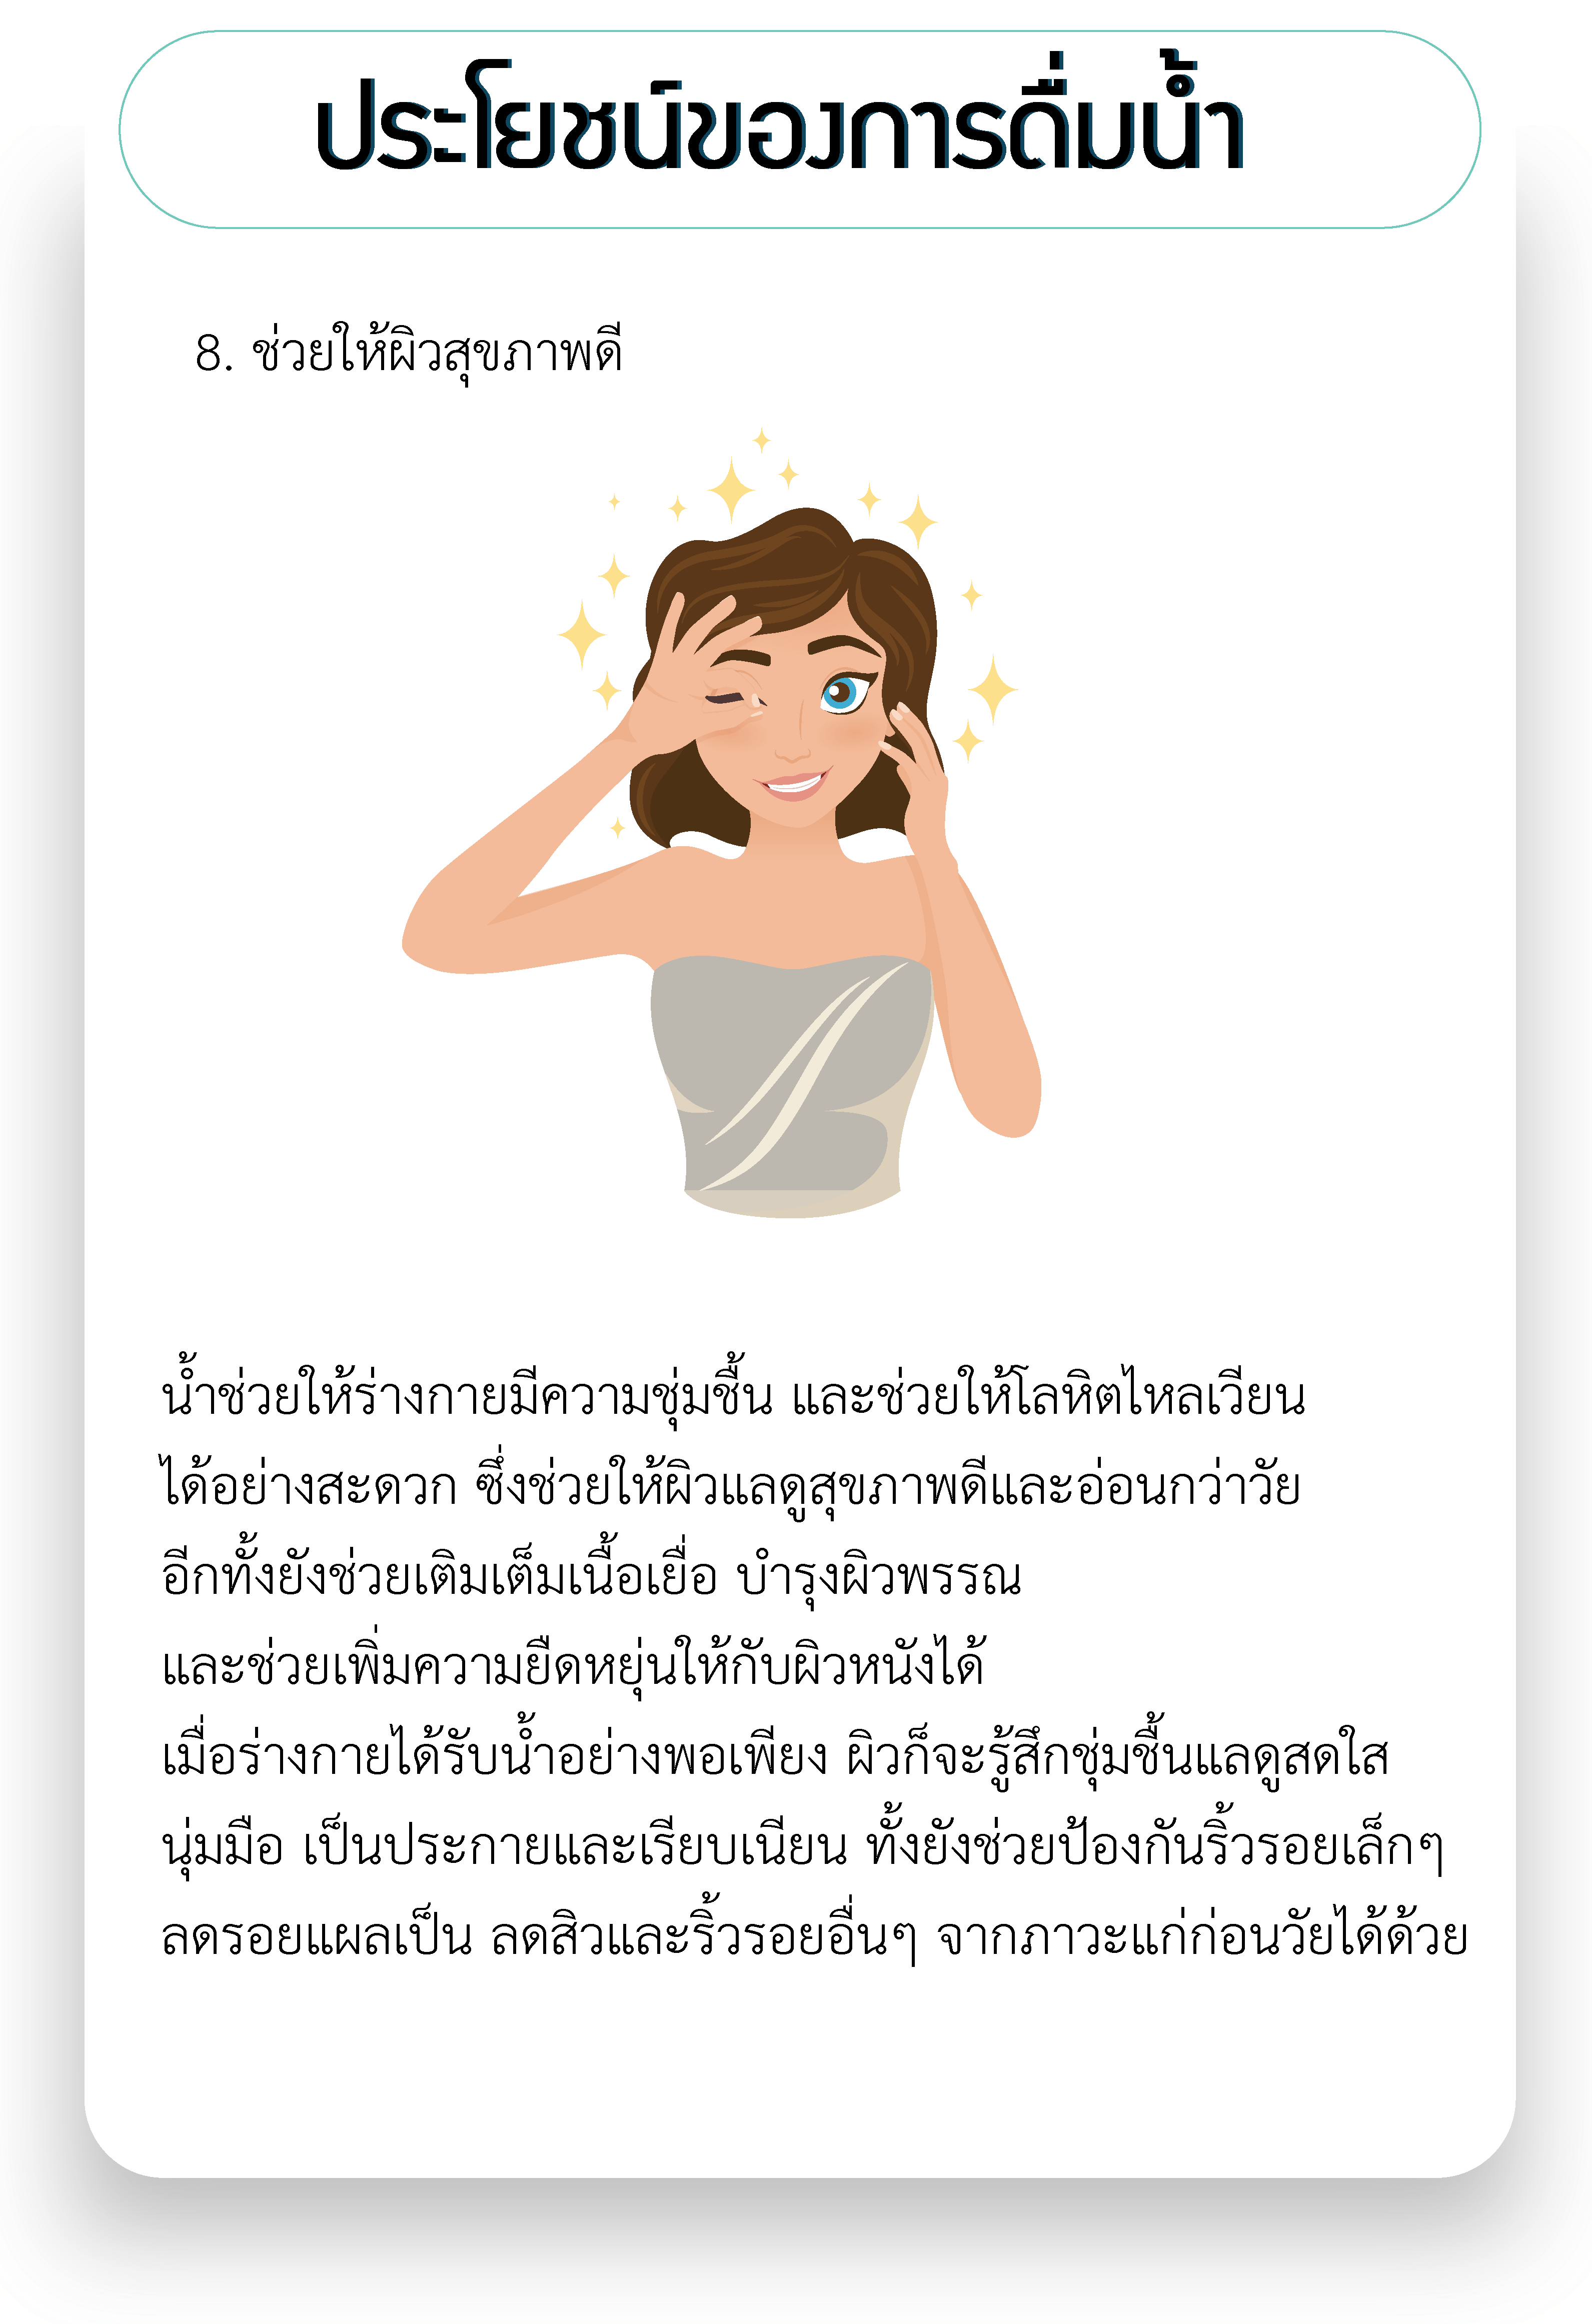 ประโยชน์ของการดื่มน้ำ
8. ช่วยให้ผิวสุขภาพดี
น้ำช่วยให้ร่างกายมีความชุ่มชื้น และช่วยให้โลหิตไหลเวียน
ได้อย่างสะดวก ซึ่งช่วยให้ผิวแลดูสุขภาพดีและอ่อนกว่าวัย
อีกทั้งยังช่วยเติมเต็มเนื้อเยื่อ บำรุงผิวพรรณ
และช่วยเพิ่มความยืดหยุ่นให้กับผิวหนังได้
เมื่อร่างกายได้รับน้ำอย่างพอเพียง ผิวก็จะรู้สึกชุ่มชื้นแลดูสดใส
นุ่มมือ เป็นประกายและเรียบเนียน ทั้งยังช่วยป้องกันริ้วรอยเล็กๆ
ลดรอยแผลเป็น ลดสิวและริ้วรอยอื่นๆ จากภาวะแก่ก่อนวัยได้ด้วย